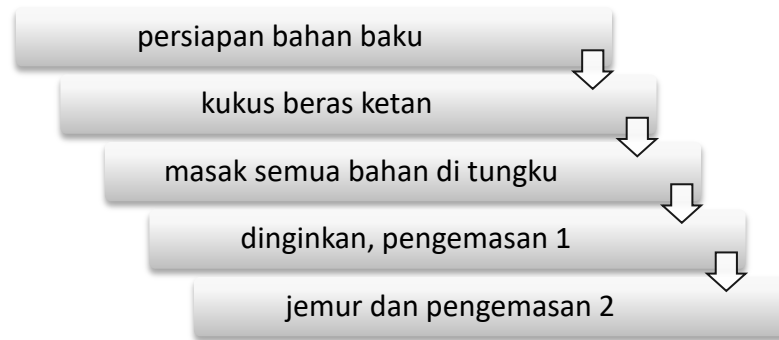 persiapan bahan baku
kukus beras ketan
masak semua bahan di tungku
dinginkan, pengemasan 1
jemur dan pengemasan 2